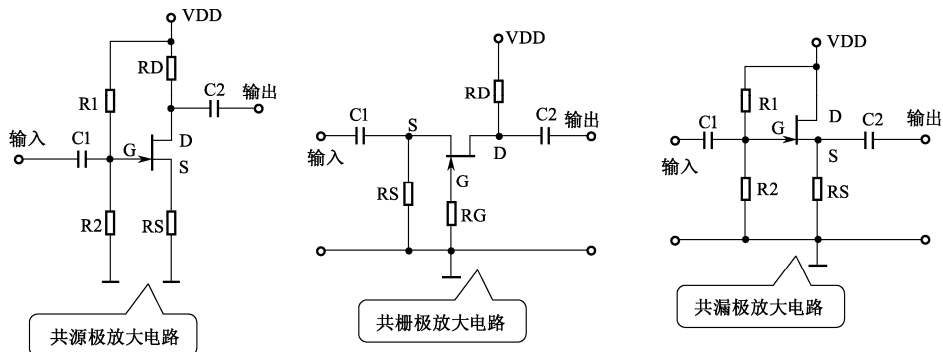 VDD
RD
R1
C2
输出
输入
C1
D
G
S
R2
RS
共源极放大电路
VDD
RD
C1
S
C2
输出
输入
D
G
RS
RG
共栅极放大电路
VDD
R1
D
C1
G
C2
输出
输入
S
R2
RS
共漏极放大电路